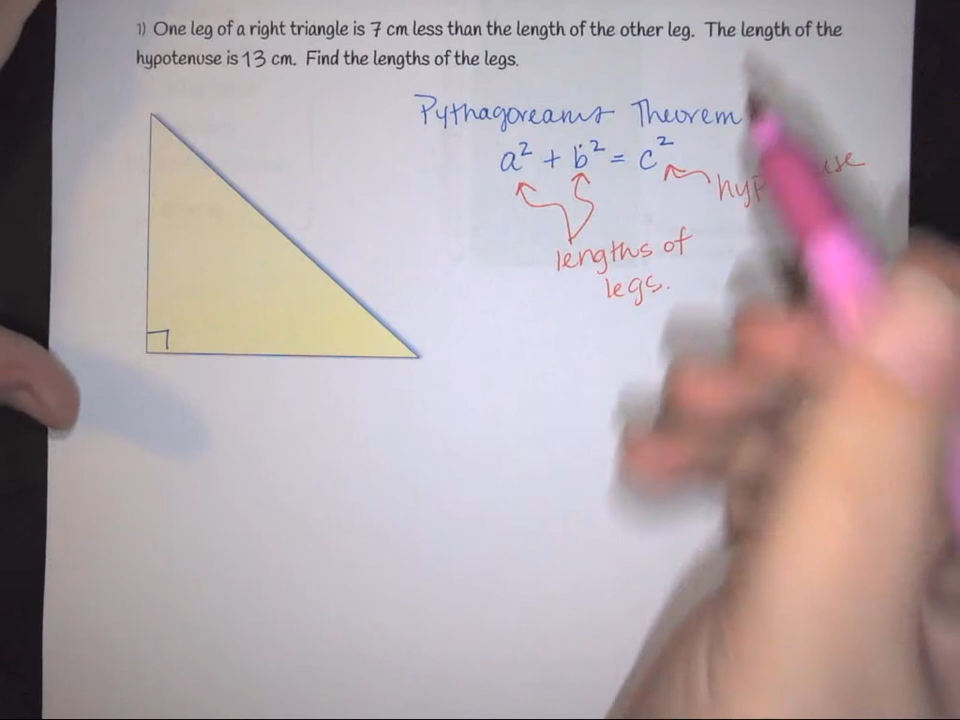 1) One leg of a right triangle is 7 cm less than the length of the other leg. The length of the
hypotenuse is 13 cm. Find the lengths of the legs.
Pythagoreans Theorem
a² + b² = c²
lengths of
legs.